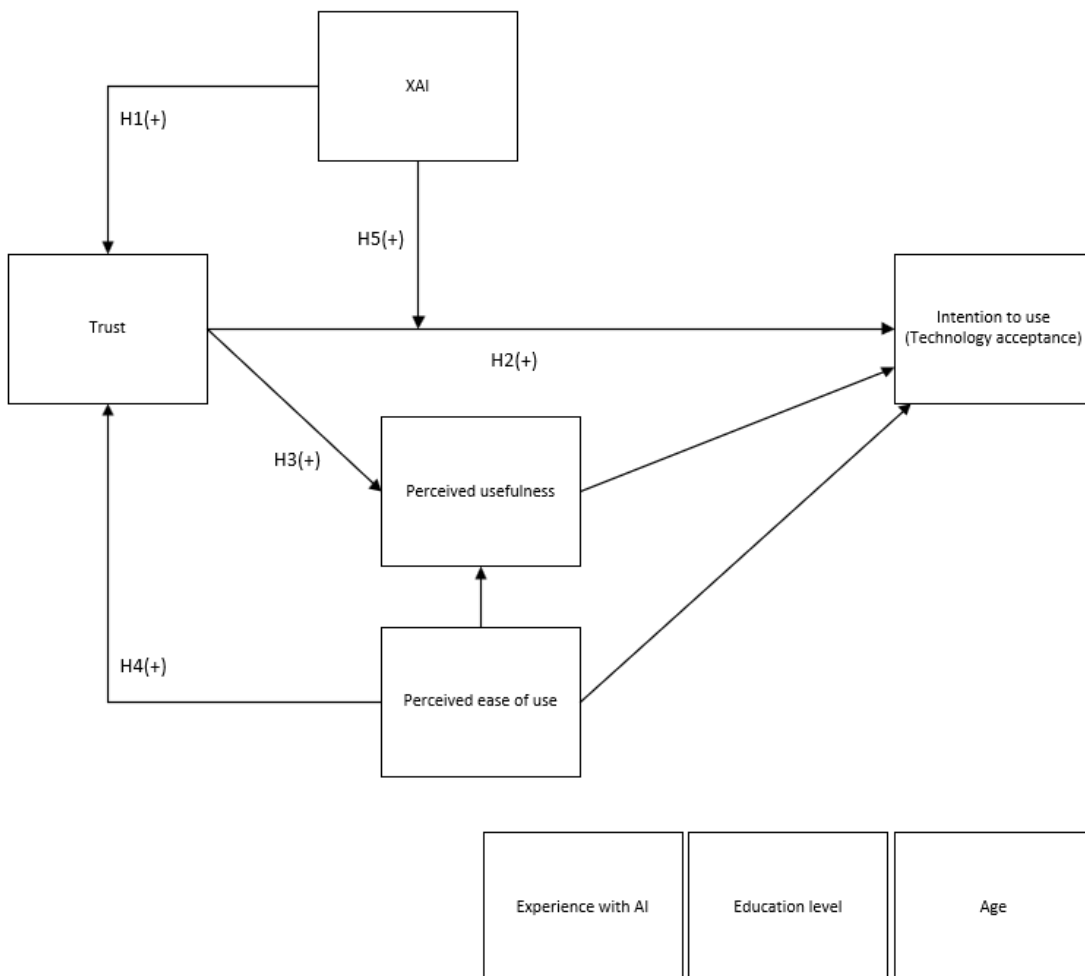 XAI
H1(+)
H5(+)
Trust
Intention to use
(Technology acceptance)
H2(+)
H3(+)
Perceived usefulness
H4(+)
Perceived ease of use
Experience with AI
Education level
Age